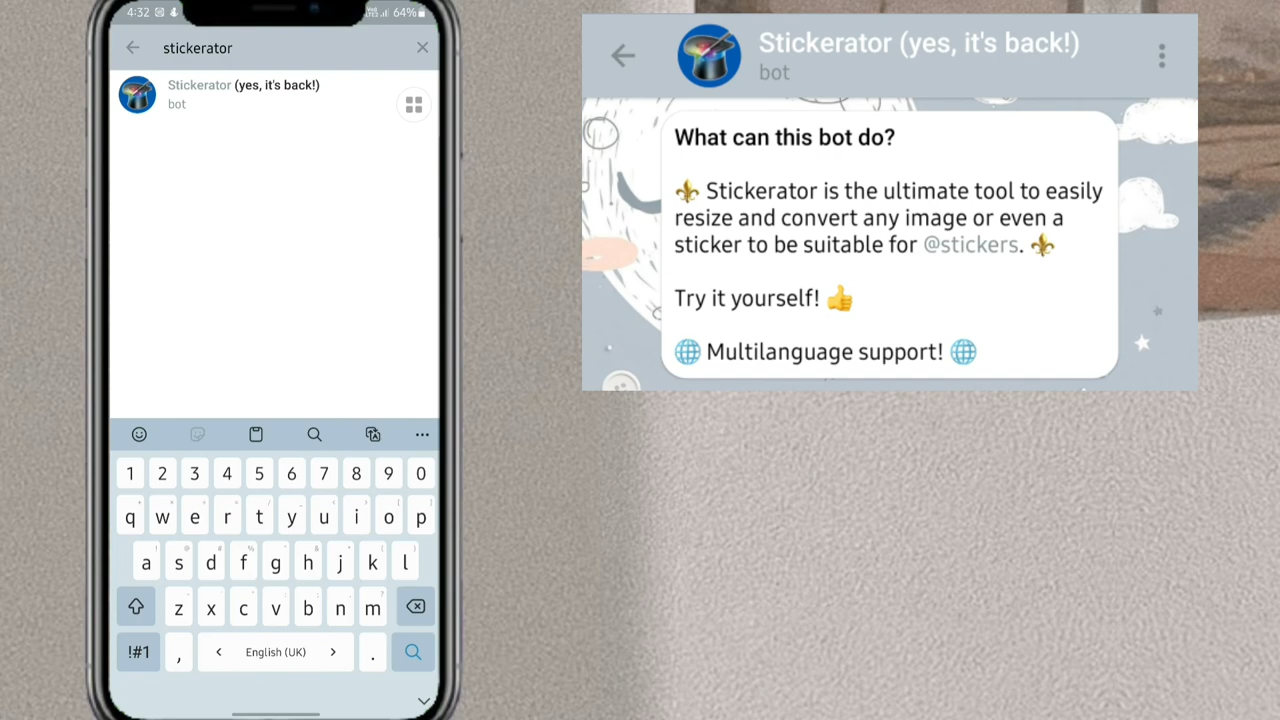 4:32
64%
stickerator
Stickerator (yes, it's back!)
bot
1 2 3 4 5 6 7 8 9 0
q w e r t y u i o p
a s d f g h j k l
z x c v b n m
!#1 , < English (UK) > .
Stickerator (yes, it's back!)
bot
What can this bot do?
⚜️ Stickerator is the ultimate tool to easily
resize and convert any image or even a
sticker to be suitable for @stickers. ⚜️
Try it yourself! 👍
🌐 Multilanguage support! 🌐